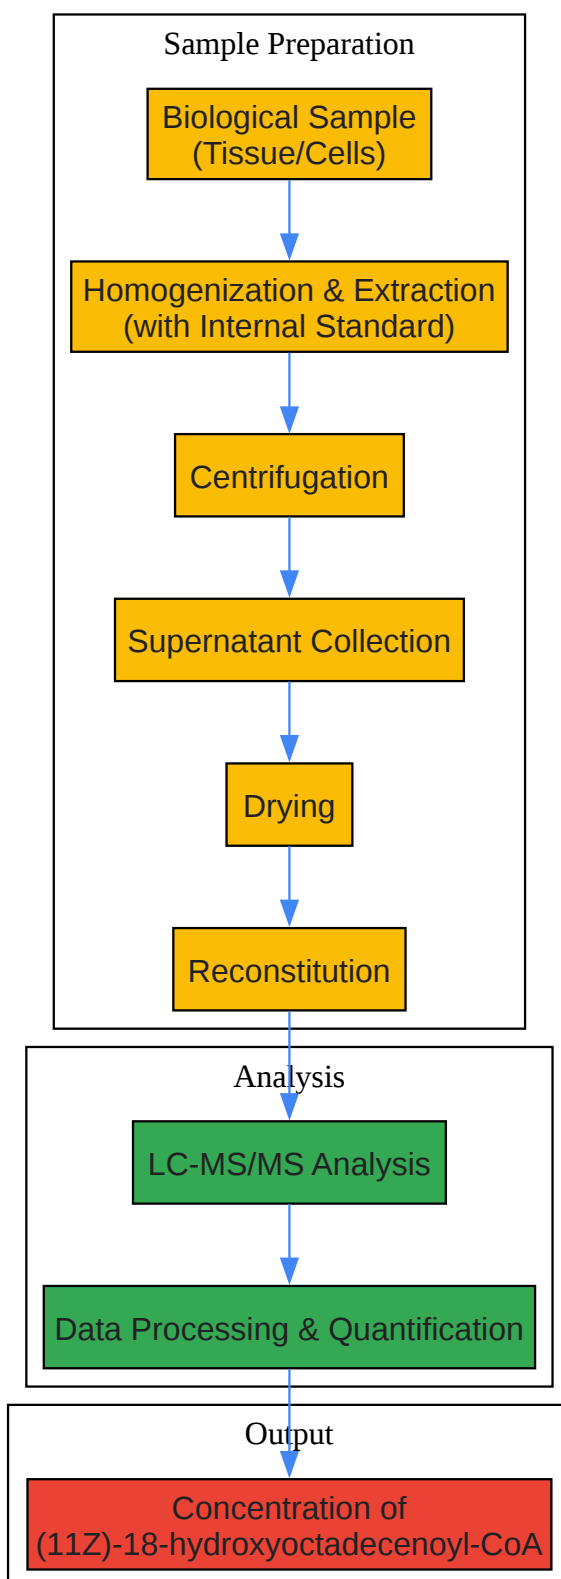 Sample Preparation
Biological Sample
(Tissue/Cells)
Homogenization & Extraction
(with Internal Standard)
Centrifugation
Supernatant Collection
Drying
Reconstitution
Analysis
LC-MS/MS Analysis
Data Processing & Quantification
Output
Concentration of
(11Z)-18-hydroxyoctadecenoyl-CoA